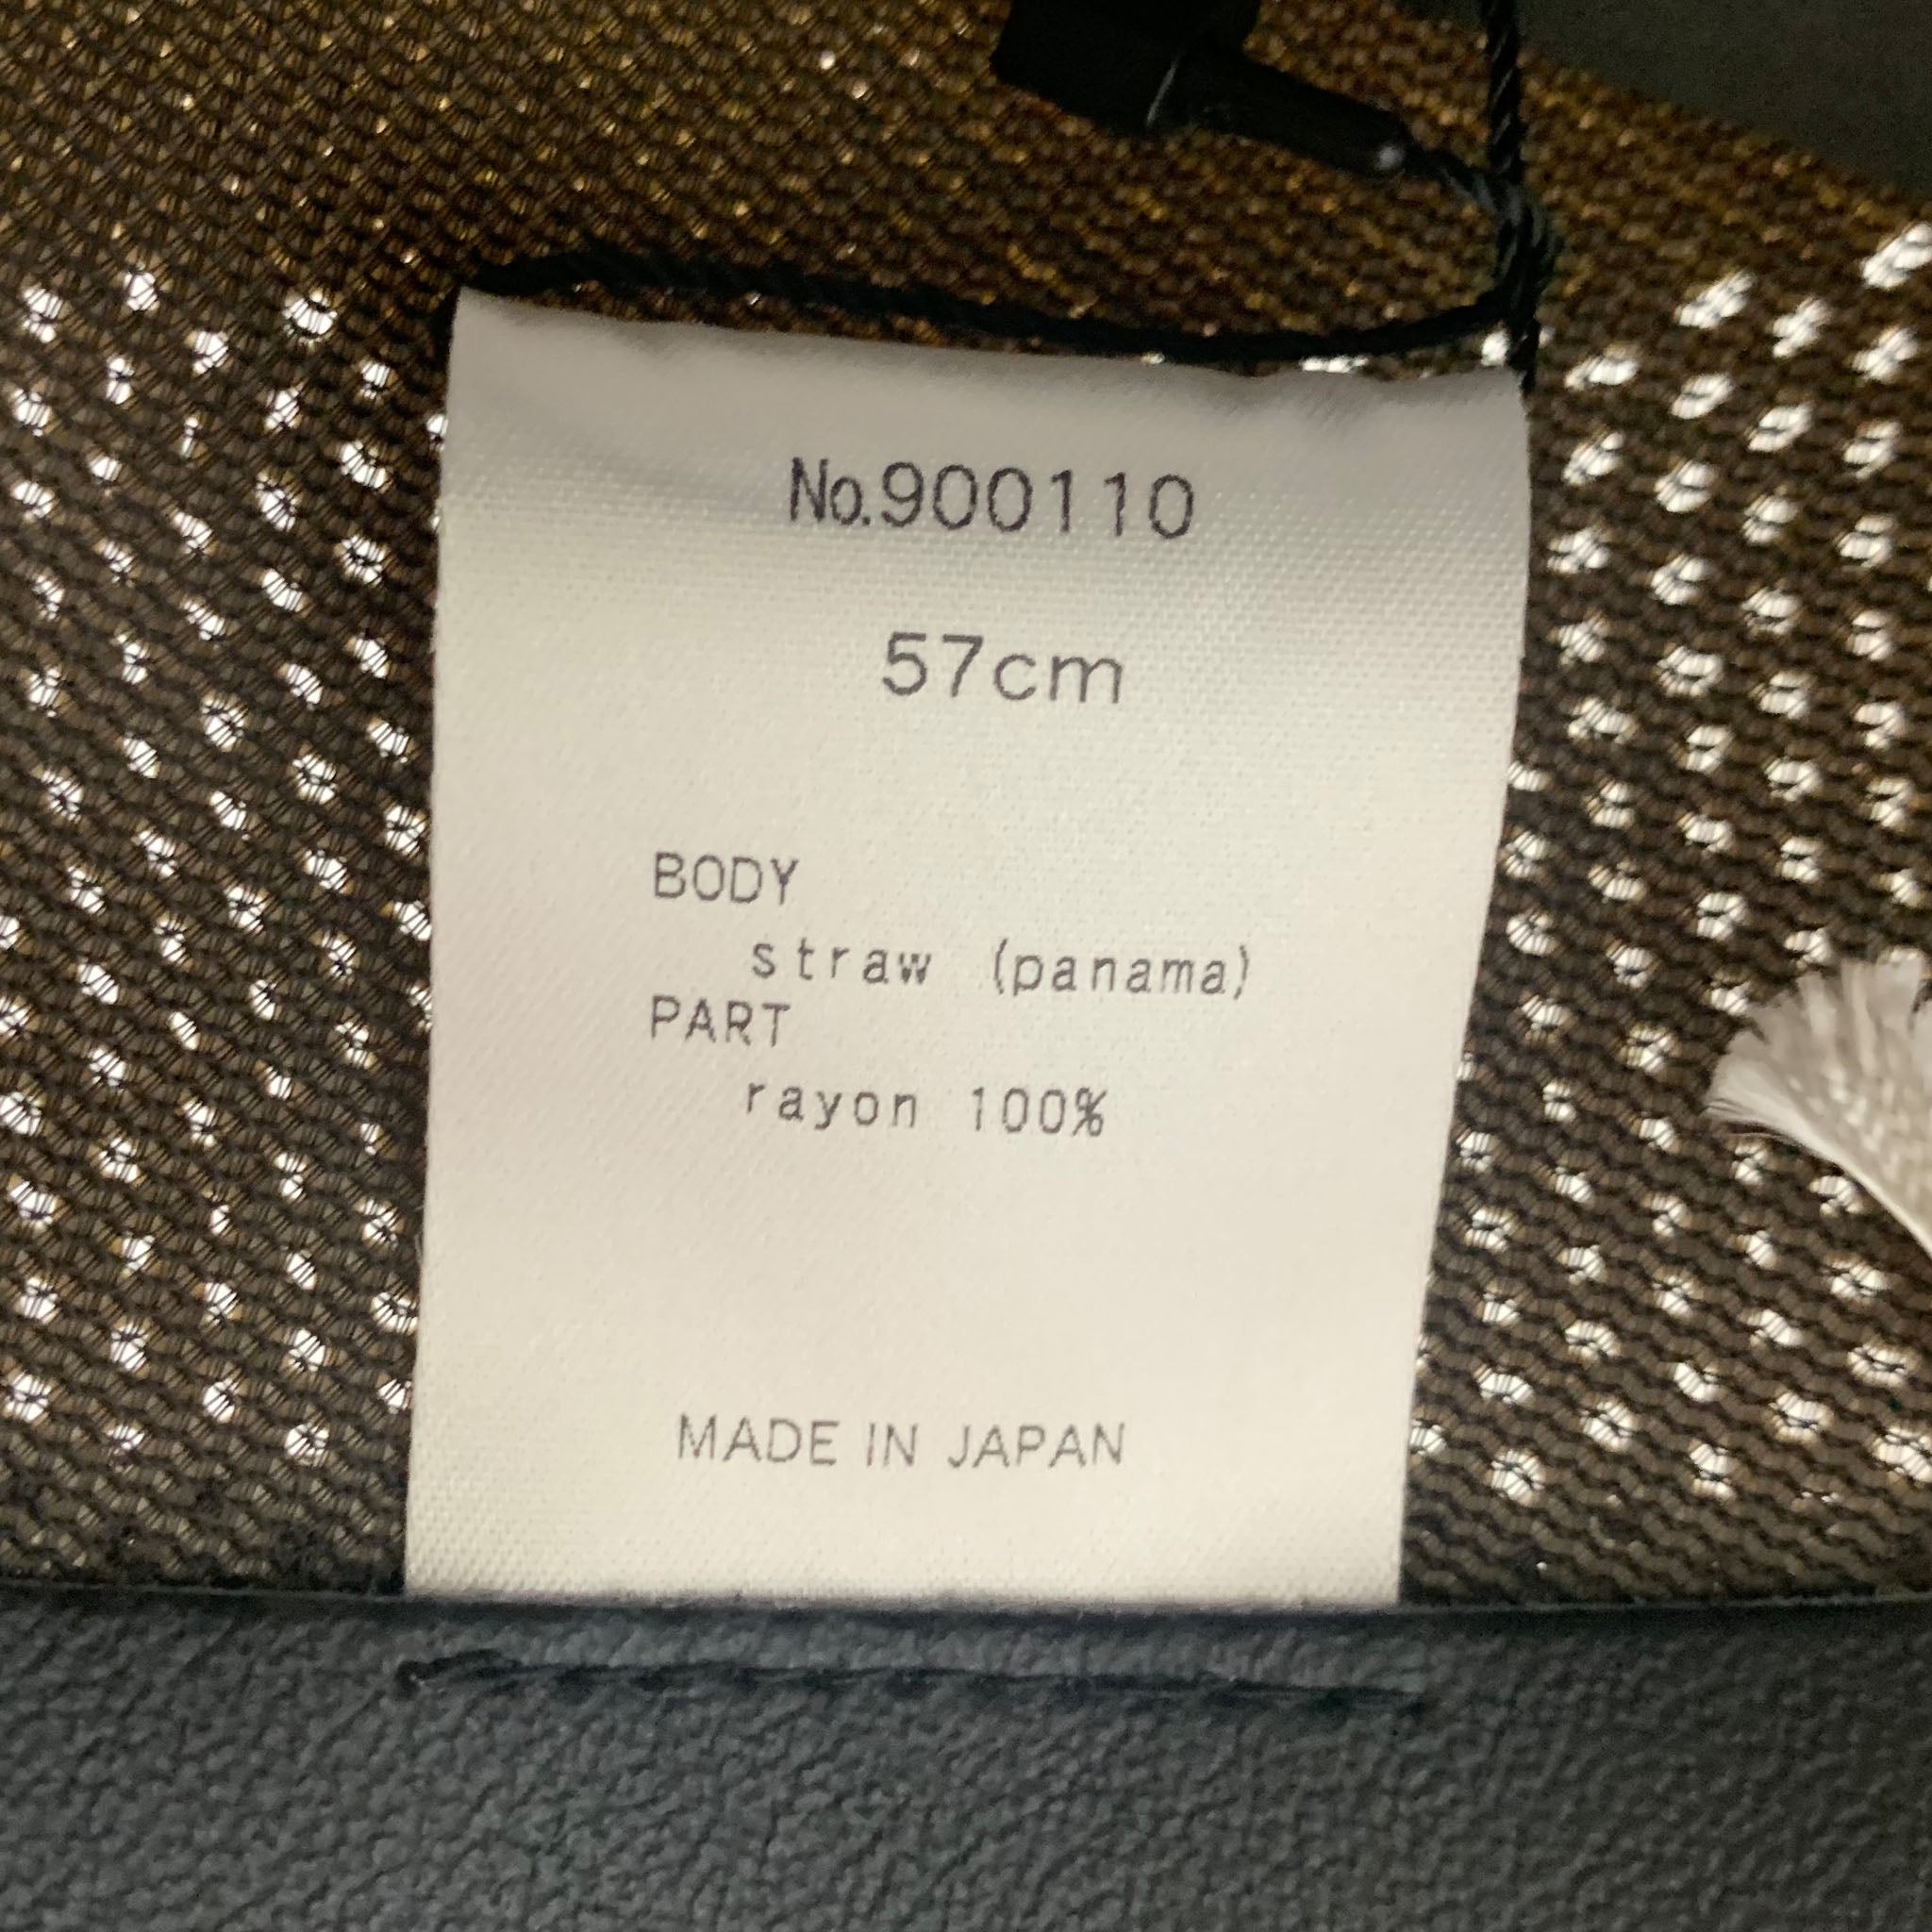 No.900110
57cm
BODY
straw (panama)
PART
rayon 100%
MADE IN JAPAN